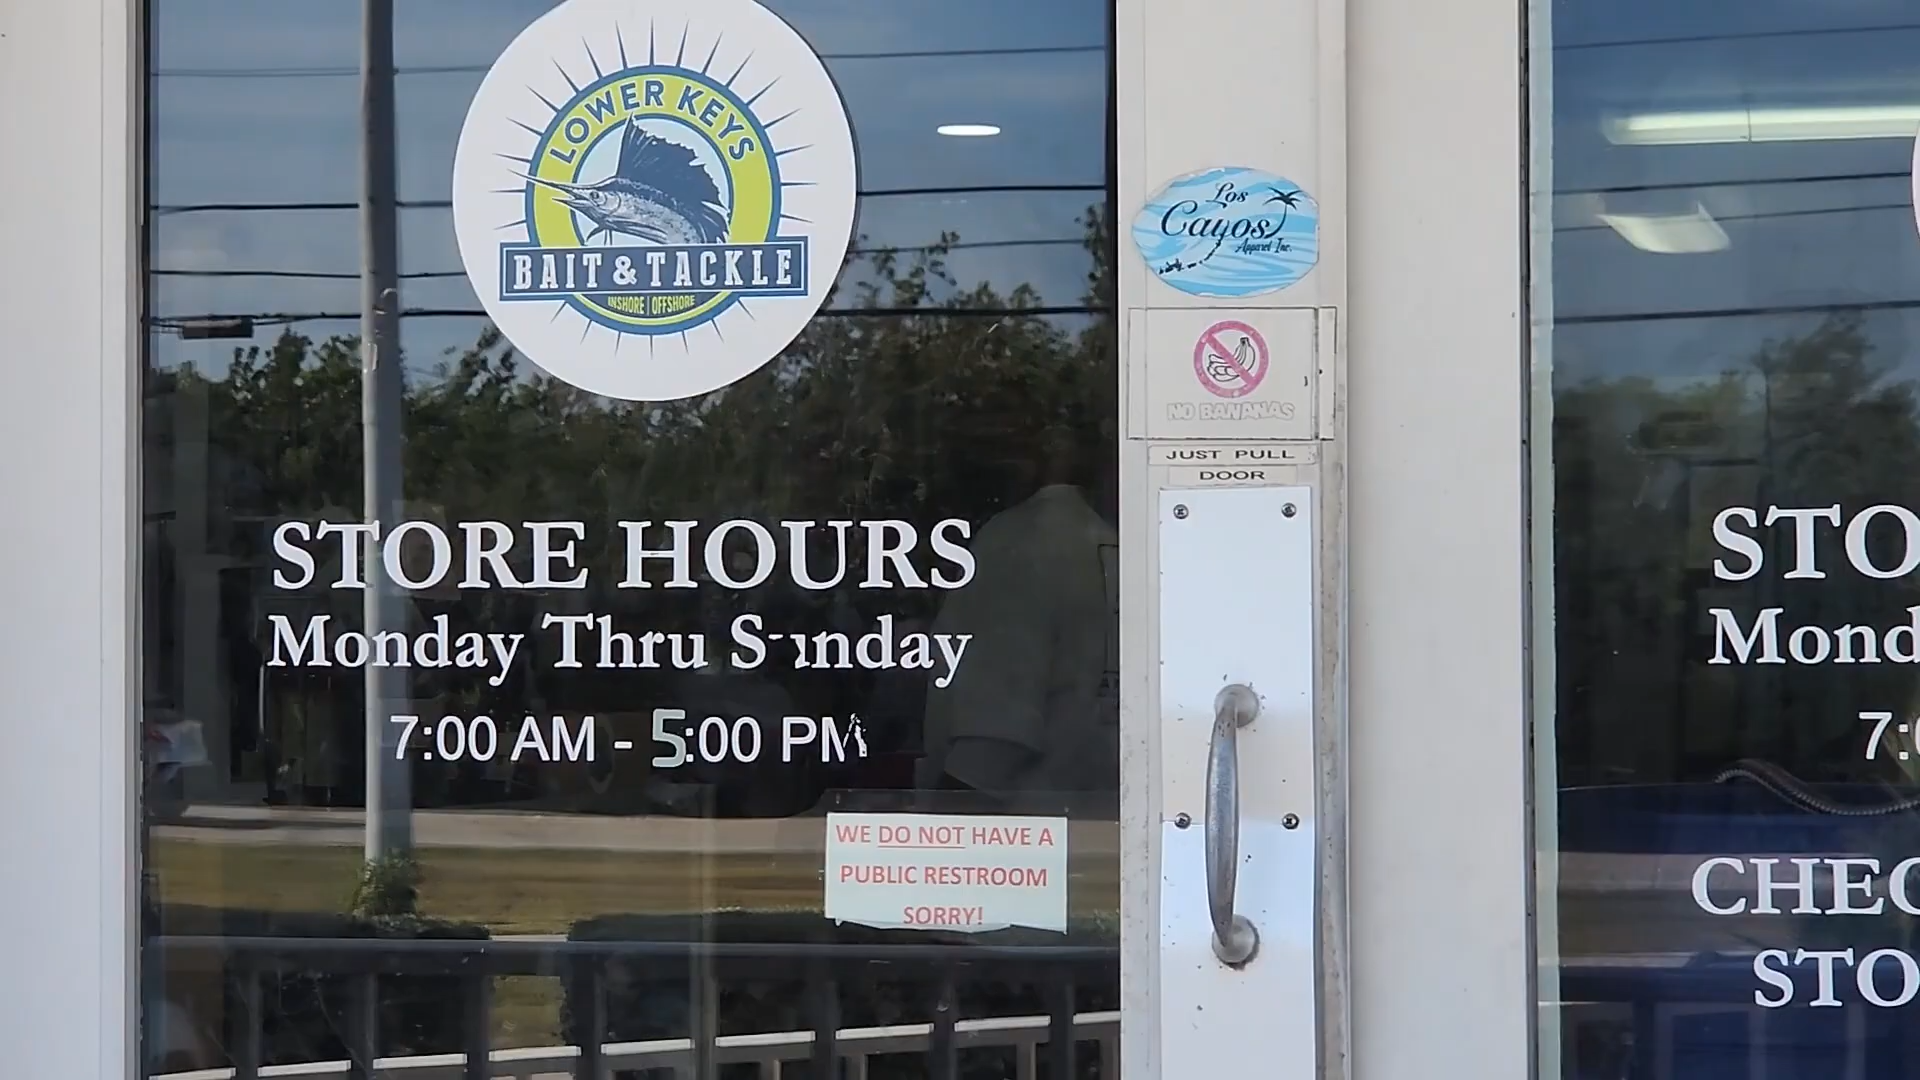 LOWER KEYS
BAIT & TACKLE
INSHORE | OFFSHORE
STORE HOURS
Monday Thru Sunday
7:00 AM - 5:00 PM
WE DO NOT HAVE A
PUBLIC RESTROOM
SORRY!
Los
Cayos
Apparel Inc.
NO BANANAS
JUST PULL
DOOR
STO
Mond
7:0
CHEC
STO